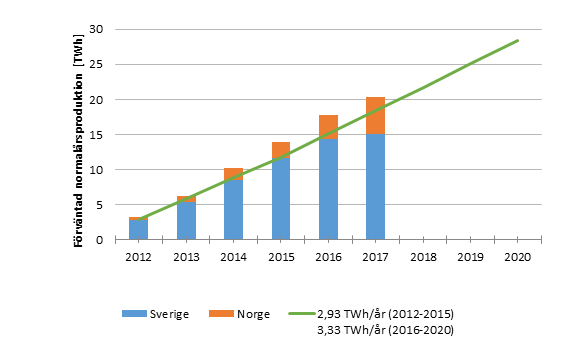 Förväntad normalårsproduktion [TWh]
30
25
20
15
10
5
0
2012 2013 2014 2015 2016 2017 2018 2019 2020
Sverige Norge 2,93 TWh/år (2012-2015)
3,33 TWh/år (2016-2020)